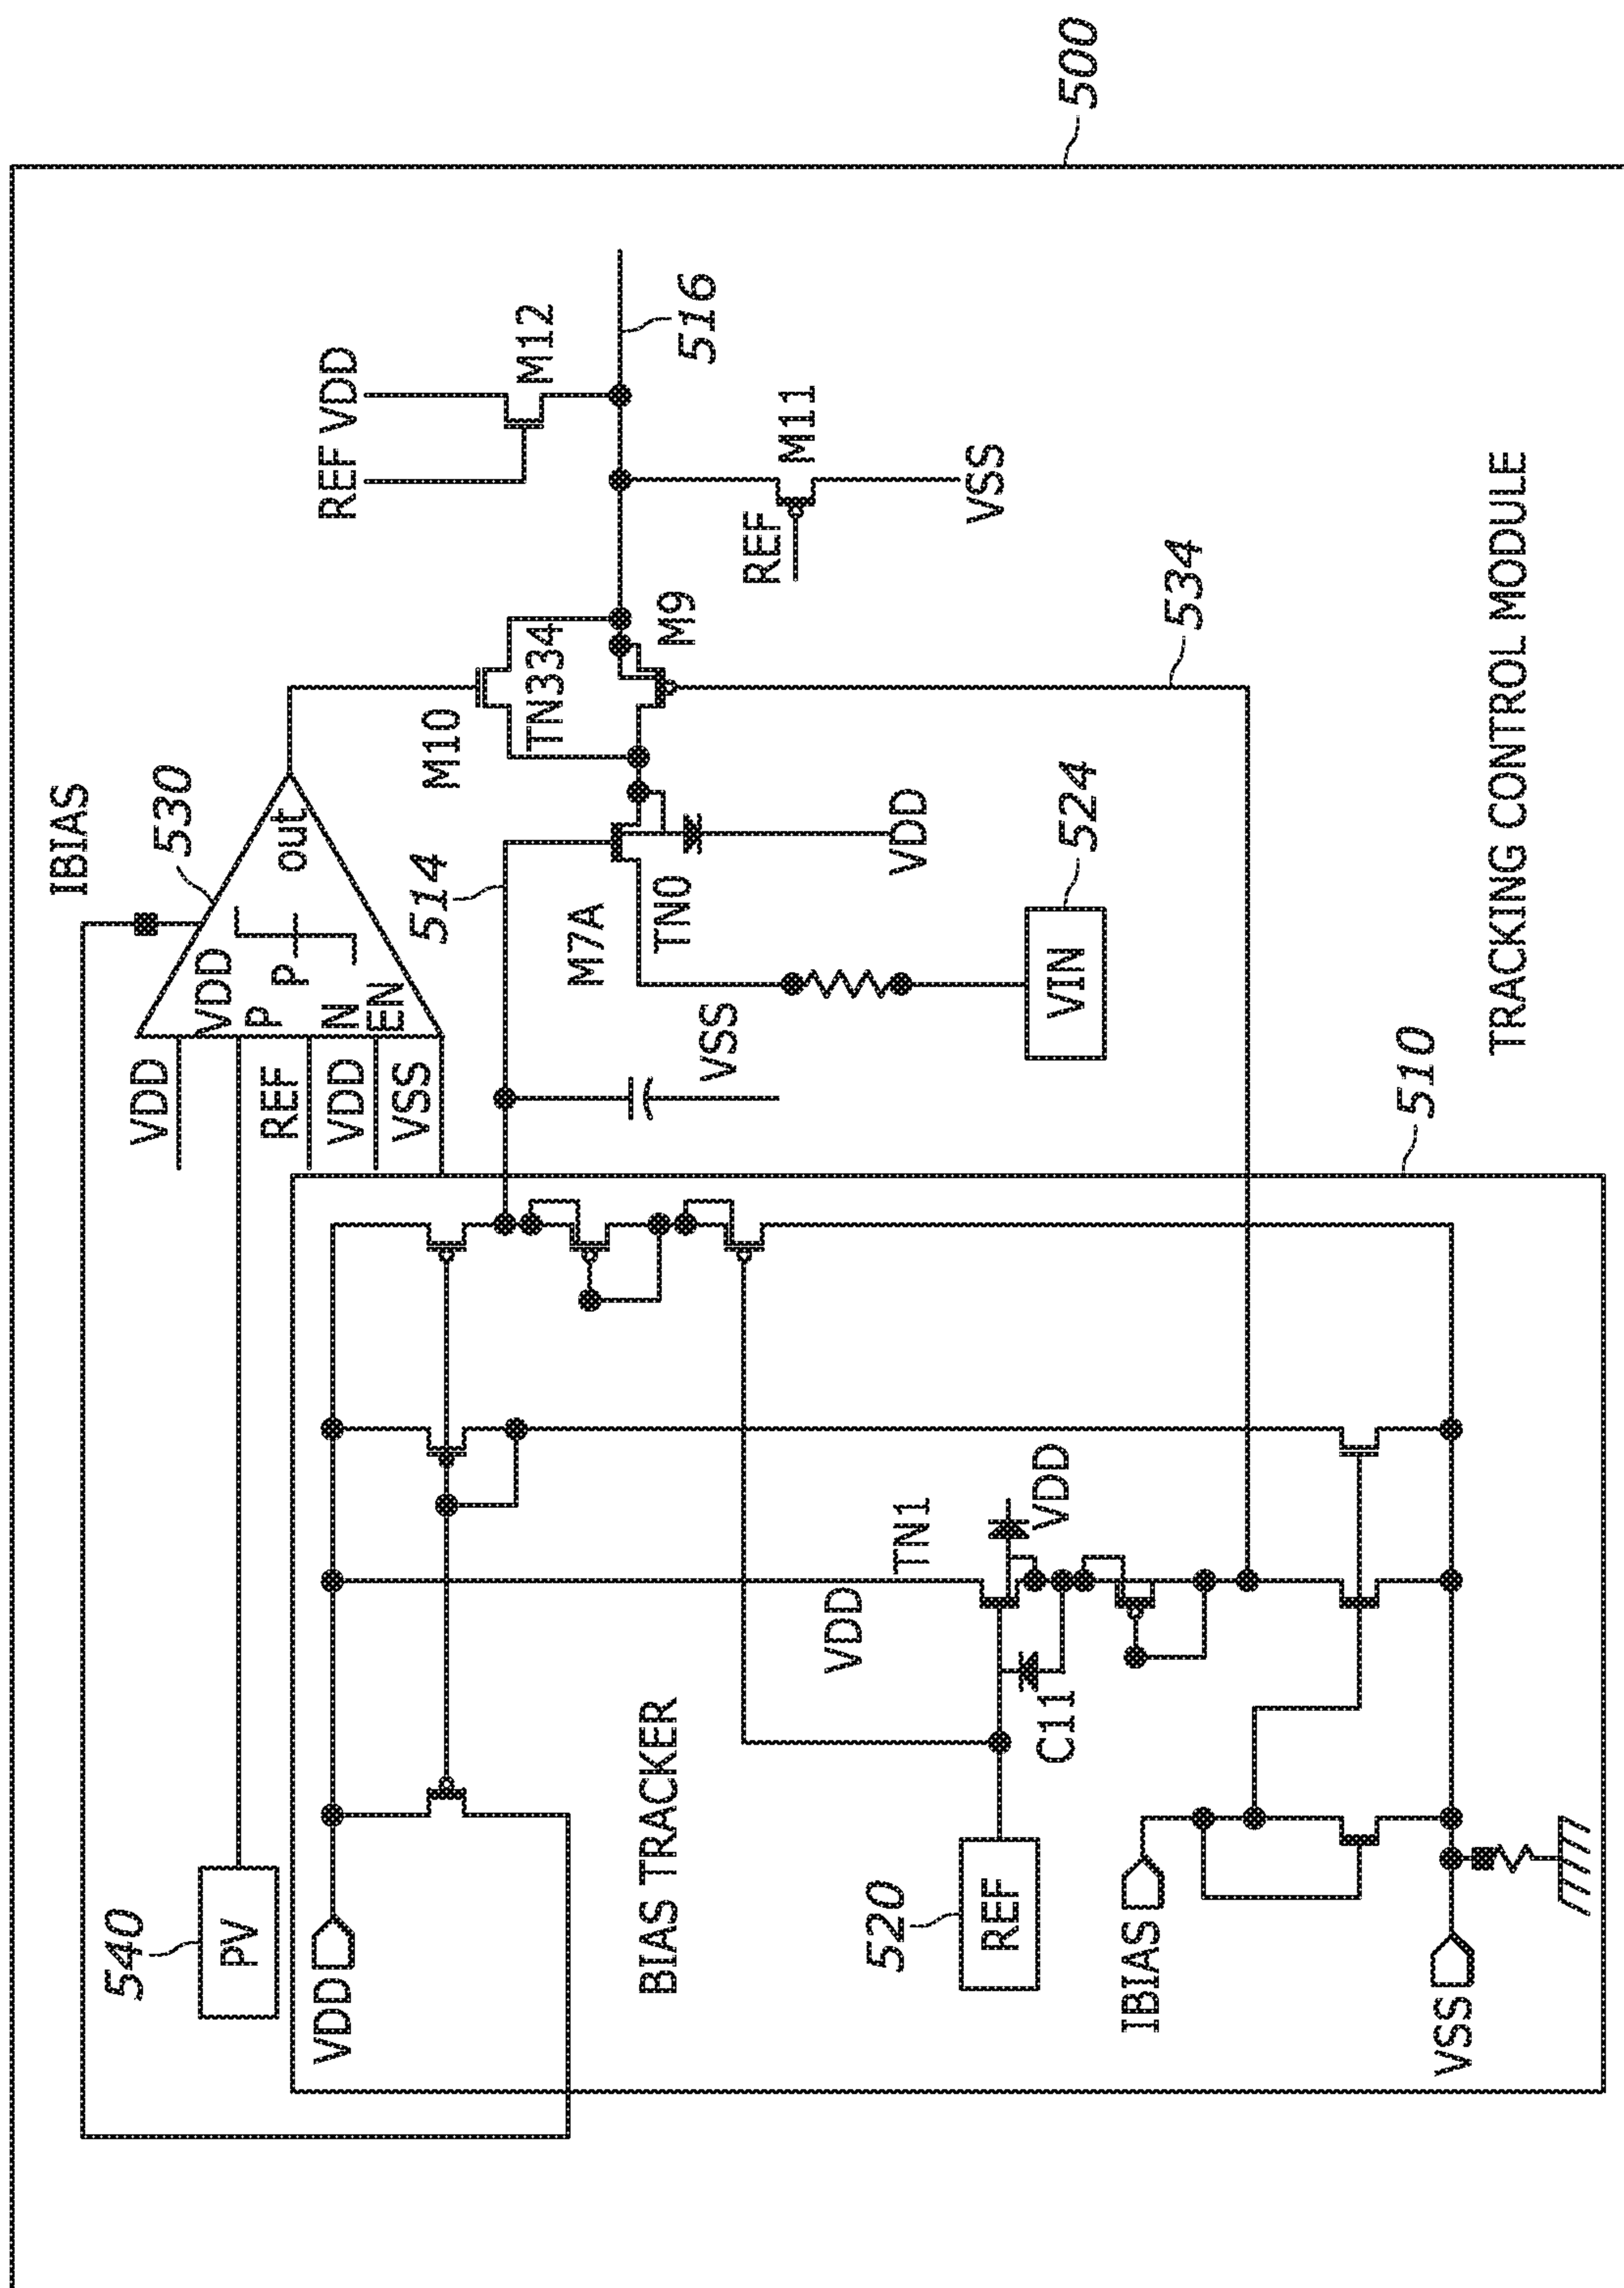 500
IBIAS
530
VDD
P
P
N
EN
out
VDD
REF
VDD
VSS
540
PV
REF VDD
M12
516
M10
TN334
M9
REF
M11
VSS
514
M7A
TN0
VDD
VSS
VIN
524
534
VDD
BIAS TRACKER
VDD
TN1
VDD
C11
520
REF
IBIAS
VSS
510
TRACKING CONTROL MODULE